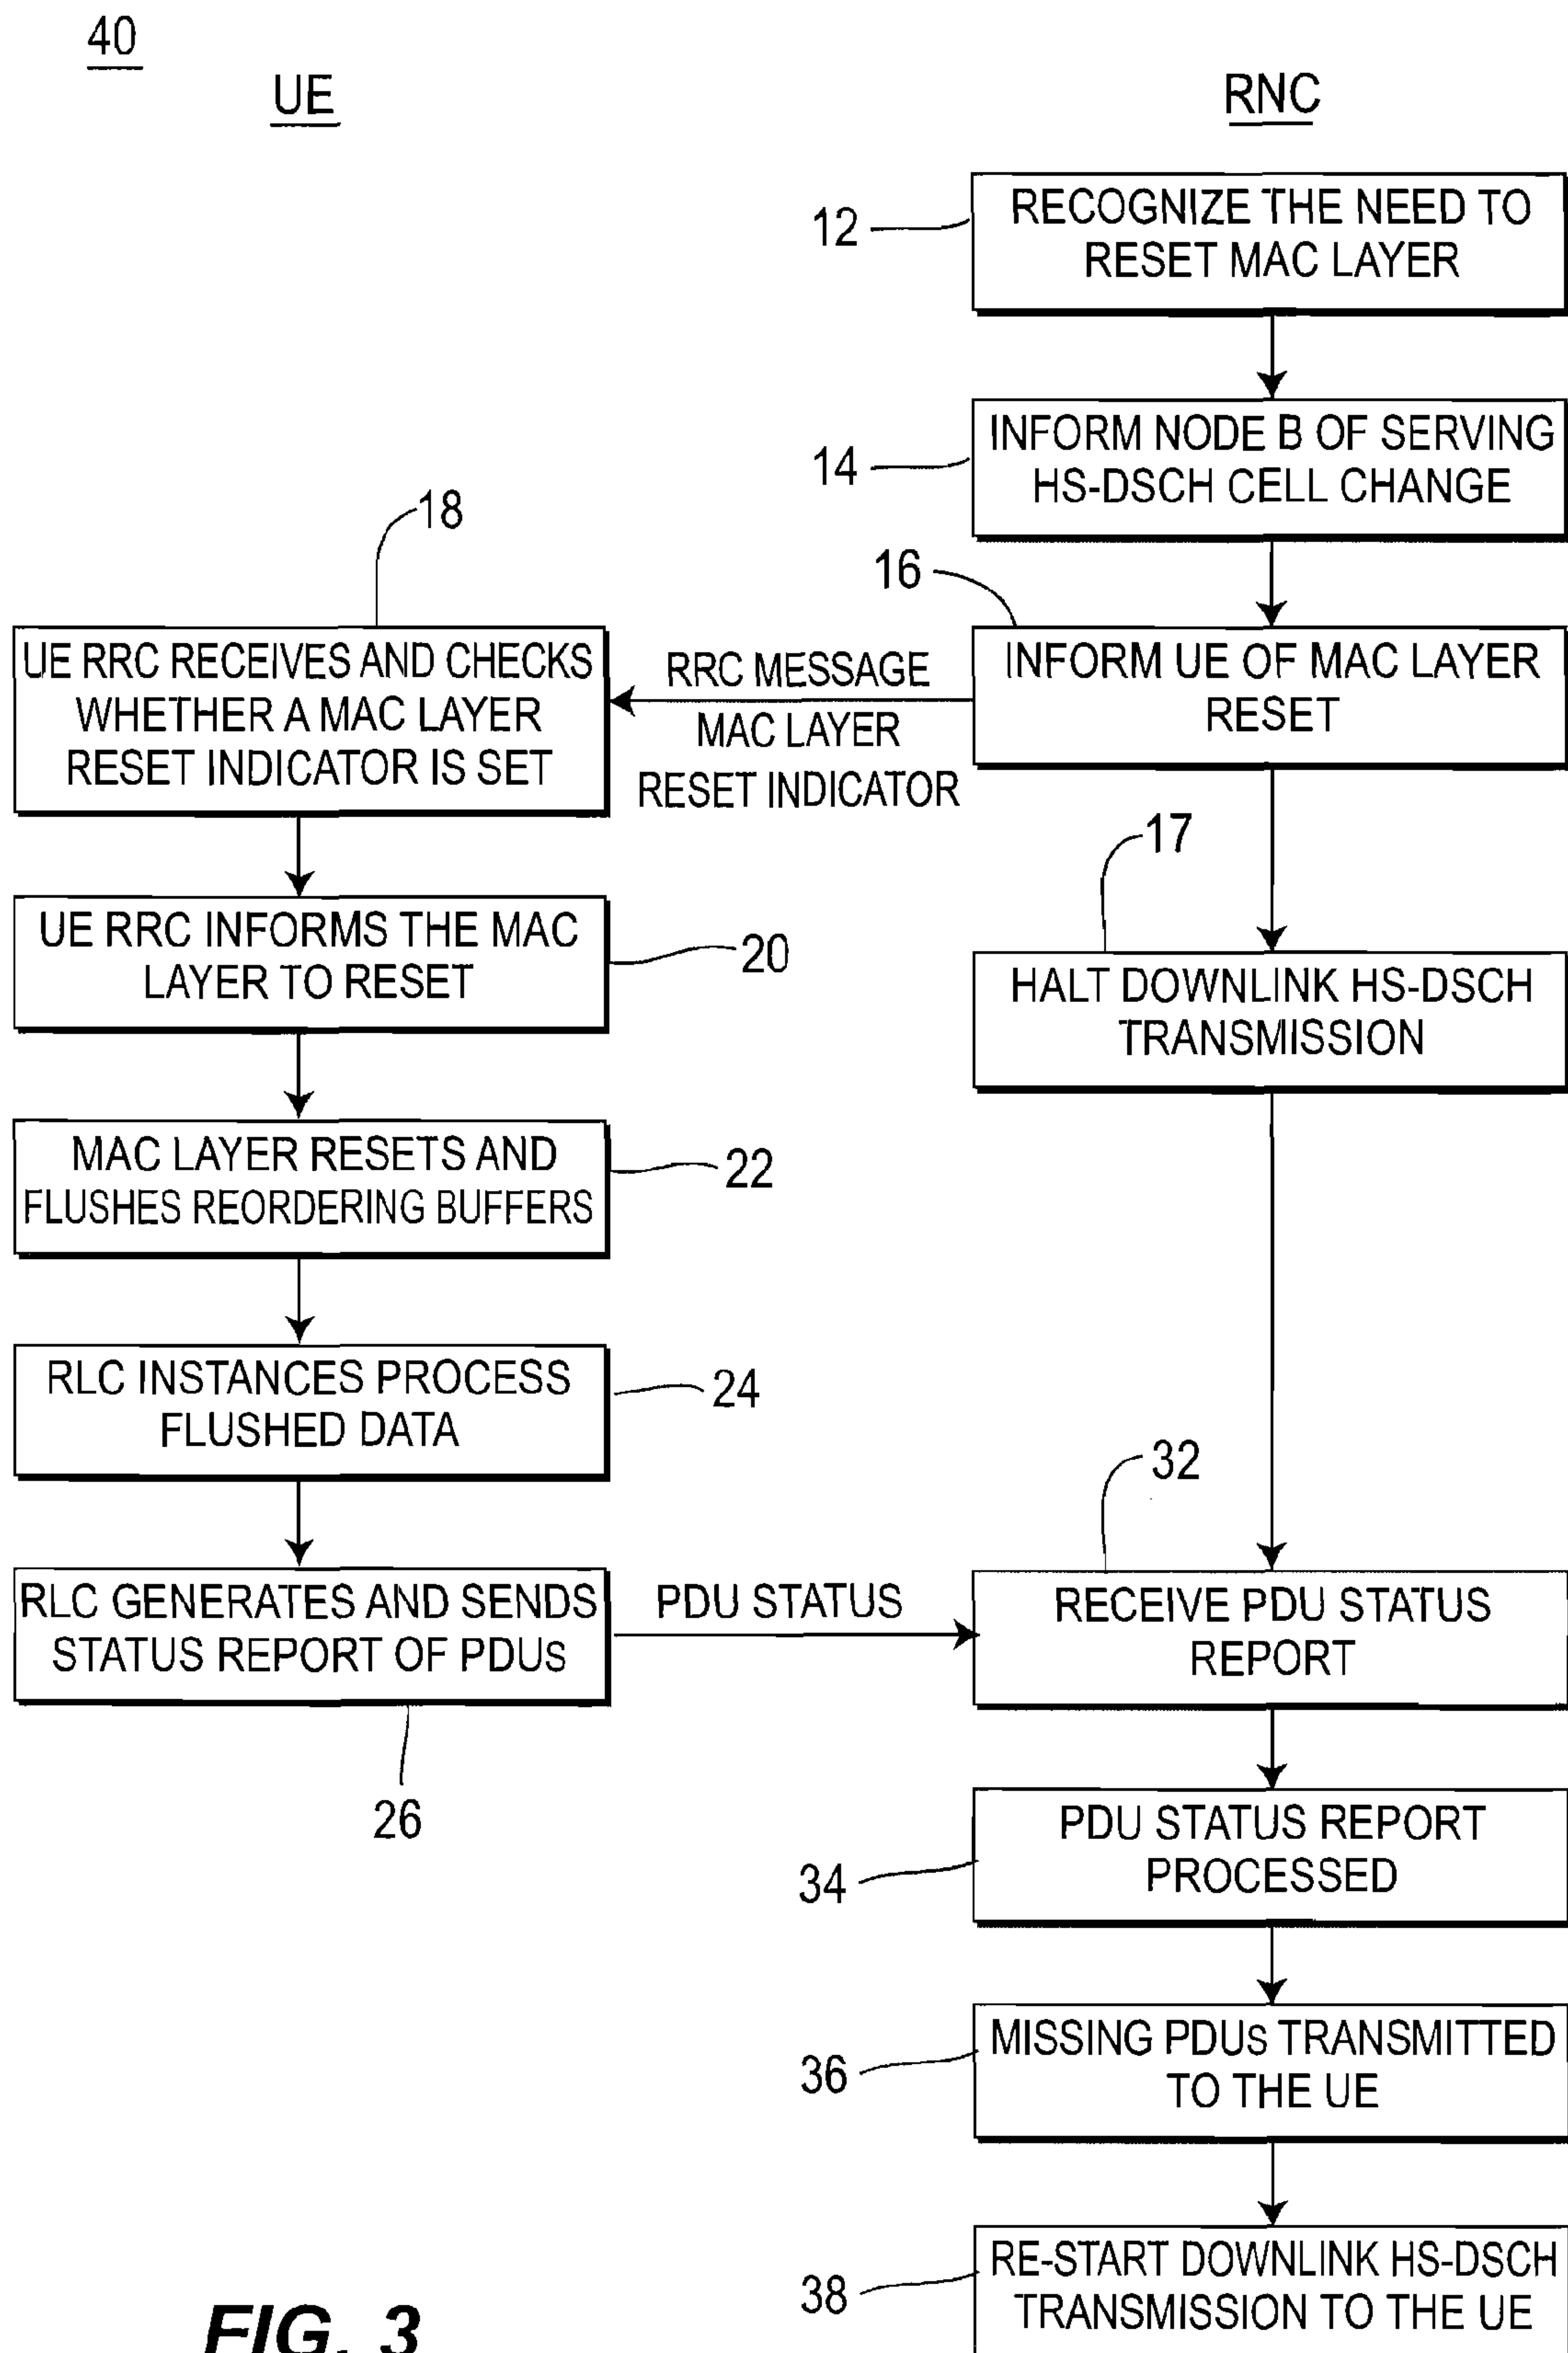 40
UE
RNC
12
RECOGNIZE THE NEED TO
RESET MAC LAYER
14
INFORM NODE B OF SERVING
HS-DSCH CELL CHANGE
18
16
UE RRC RECEIVES AND CHECKS
WHETHER A MAC LAYER
RESET INDICATOR IS SET
RRC MESSAGE
MAC LAYER
RESET INDICATOR
INFORM UE OF MAC LAYER
RESET
17
UE RRC INFORMS THE MAC
LAYER TO RESET
20
HALT DOWNLINK HS-DSCH
TRANSMISSION
MAC LAYER RESETS AND
FLUSHES REORDERING BUFFERS
22
RLC INSTANCES PROCESS
FLUSHED DATA
24
32
RLC GENERATES AND SENDS
STATUS REPORT OF PDUs
PDU STATUS
RECEIVE PDU STATUS
REPORT
26
34
PDU STATUS REPORT
PROCESSED
36
MISSING PDUs TRANSMITTED
TO THE UE
38
RE-START DOWNLINK HS-DSCH
TRANSMISSION TO THE UE
FIG. 3